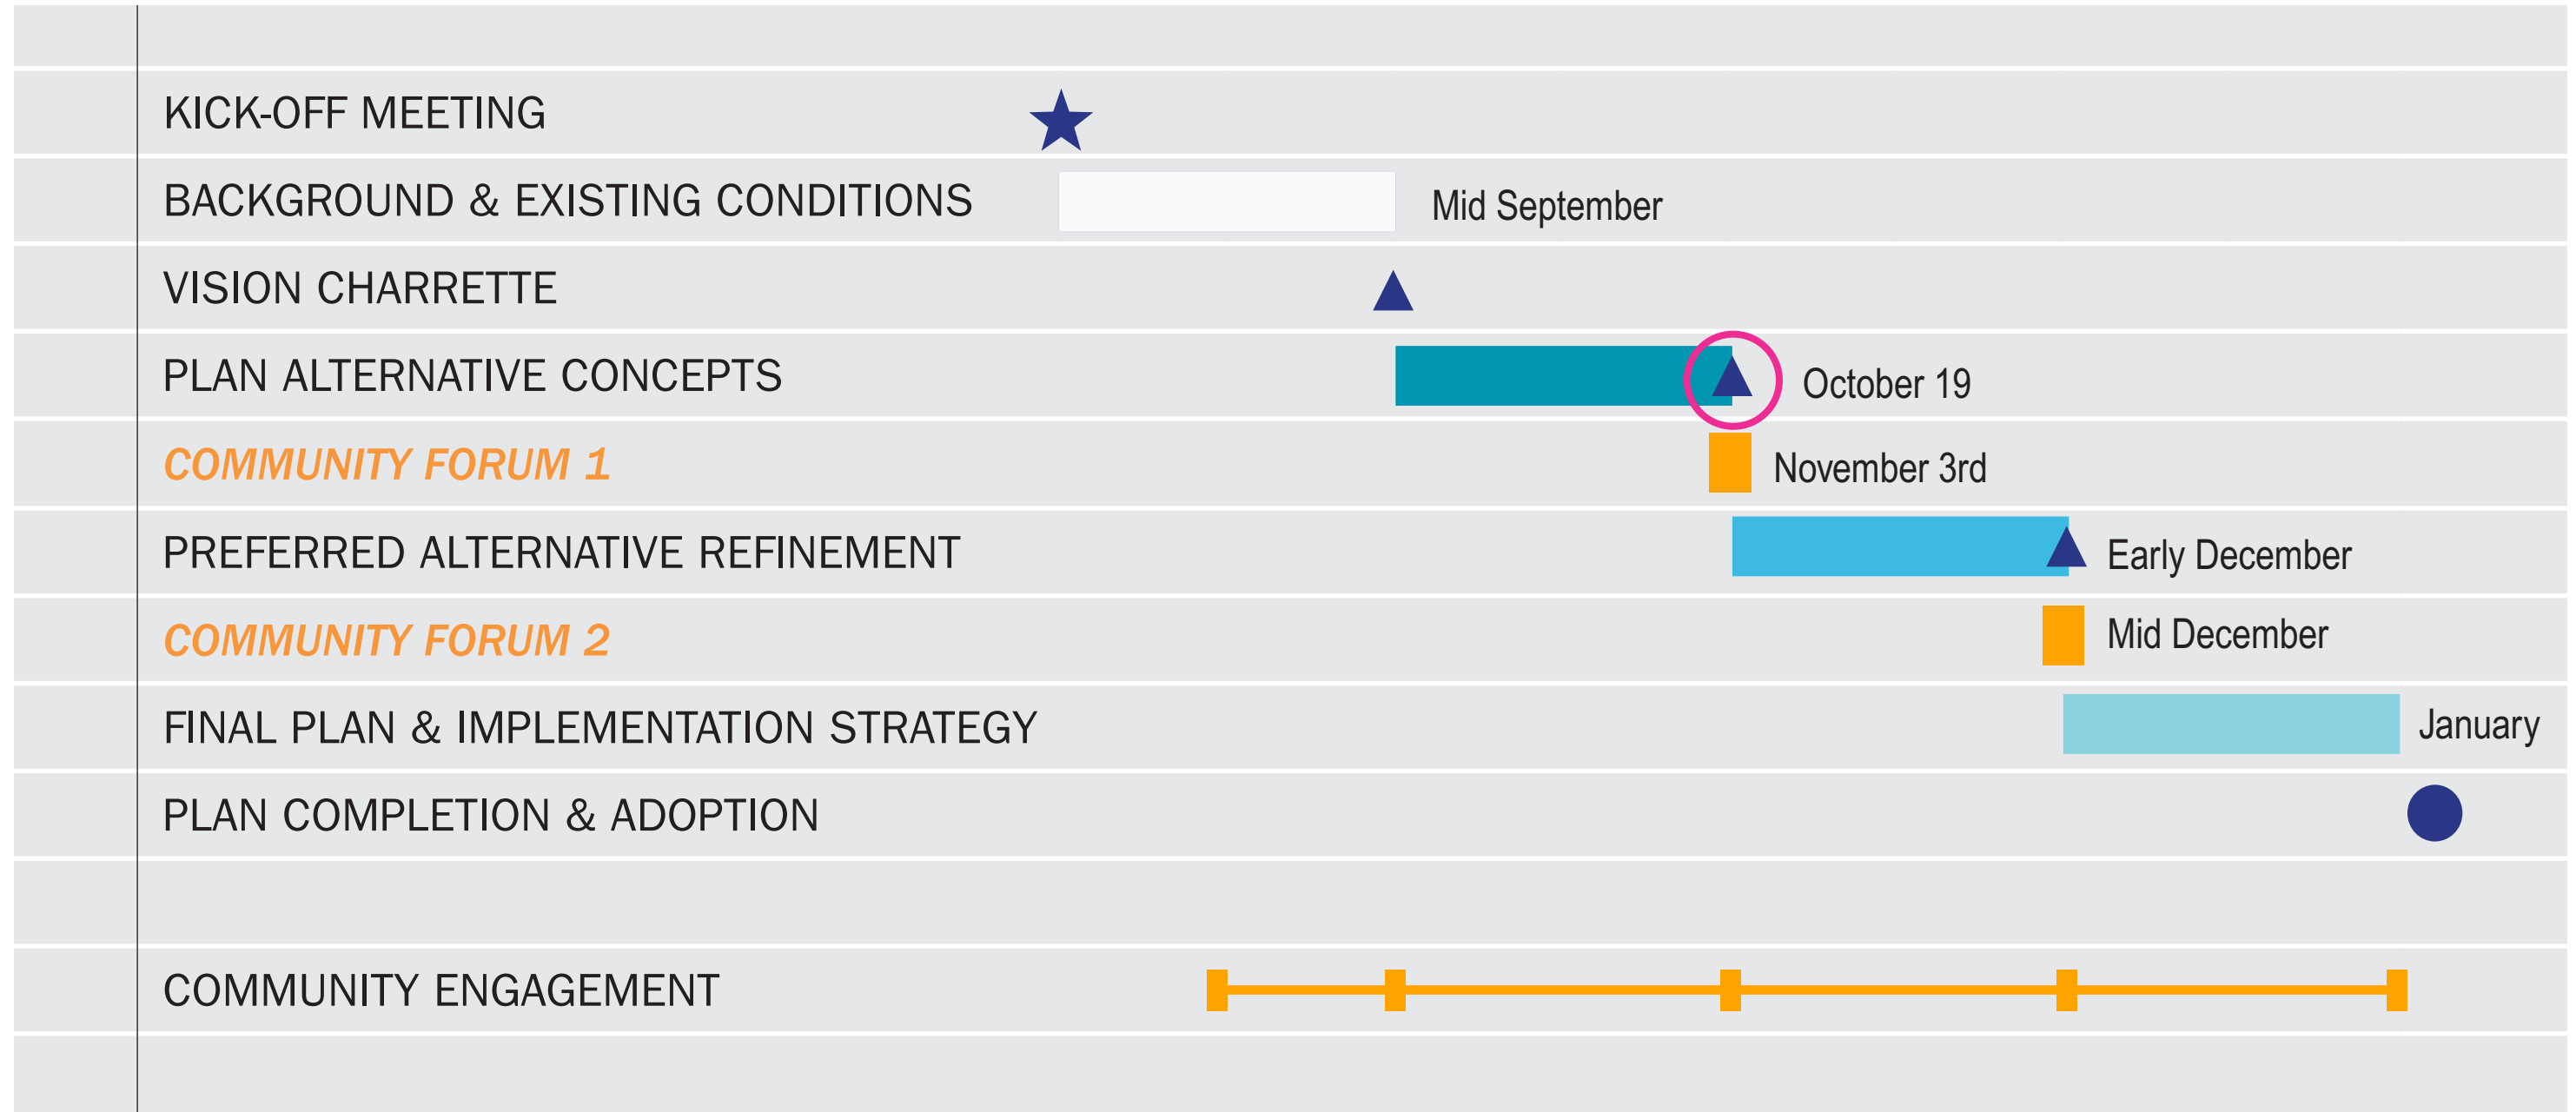 KICK-OFF MEETING
BACKGROUND & EXISTING CONDITIONS
Mid September
VISION CHARRETTE
PLAN ALTERNATIVE CONCEPTS
October 19
COMMUNITY FORUM 1
November 3rd
PREFERRED ALTERNATIVE REFINEMENT
Early December
COMMUNITY FORUM 2
Mid December
FINAL PLAN & IMPLEMENTATION STRATEGY
January
PLAN COMPLETION & ADOPTION
COMMUNITY ENGAGEMENT